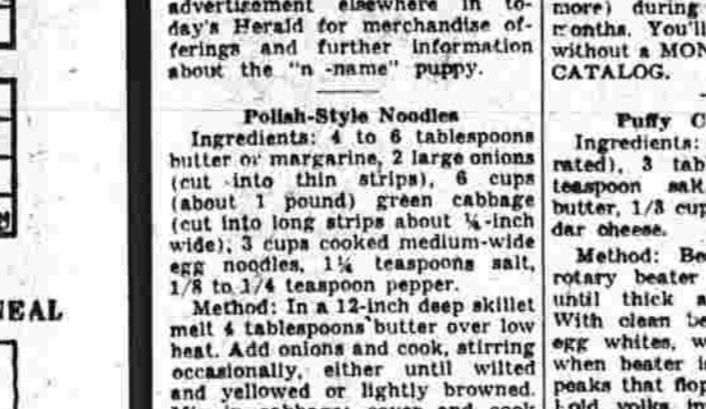 advertisement elsewhere in to-
day's Herald for merchandise of-
ferings and further information
about the "n -name" puppy.
Polish-Style Noodles
Ingredients: 4 to 6 tablespoons
butter or margarine, 2 large onions
(cut into thin strips), 6 cups
(about 1 pound) green cabbage
(cut into long strips about ¼-inch
wide); 3 cups cooked medium-wide
egg noodles, 1¼ teaspoons salt,
1/8 to 1/4 teaspoon pepper.
Method: In a 12-inch deep skillet
melt 4 tablespoons butter over low
heat. Add onions and cook, stirring
occasionally, either until wilted
and yellowed or lightly browned.
more) during
months. You'll
without a MON
CATALOG.
Puffy C
Ingredients:
rated), 3 tab
teaspoon salt
butter, 1/3 cup
dar cheese.
Method: Be
rotary beater
until thick a
With clean be
egg whites, w
when beater is
peaks that flop
NEAL